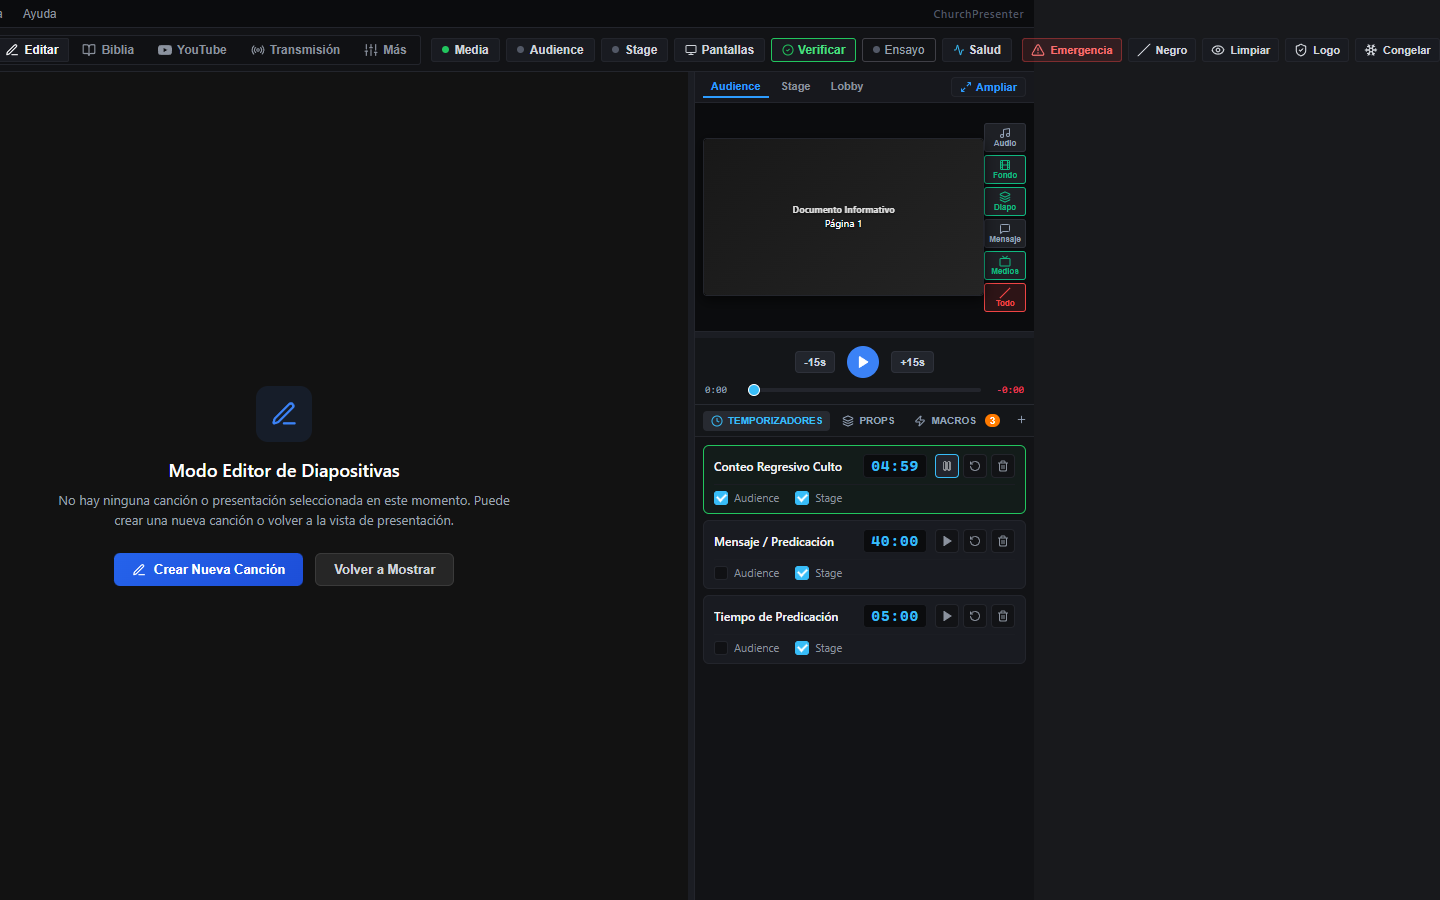 Ayuda
ChurchPresenter
Editar
Biblia
YouTube
Transmisión
Más
Media
Audience
Stage
Pantallas
Verificar
Ensayo
Salud
Emergencia
Negro
Limpiar
Logo
Congelar
Audience
Stage
Lobby
Ampliar
Documento Informativo
Página 1
Audio
Fondo
Diapo
Mensaje
Medios
Todo
-15s
+15s
0:00
-0:00
TEMPORIZADORES
PROPS
MACROS
3
+
Conteo Regresivo Culto
04:59
Audience
Stage
Mensaje / Predicación
40:00
Audience
Stage
Tiempo de Predicación
05:00
Audience
Stage
Modo Editor de Diapositivas
No hay ninguna canción o presentación seleccionada en este momento. Puede
crear una nueva canción o volver a la vista de presentación.
Crear Nueva Canción
Volver a Mostrar